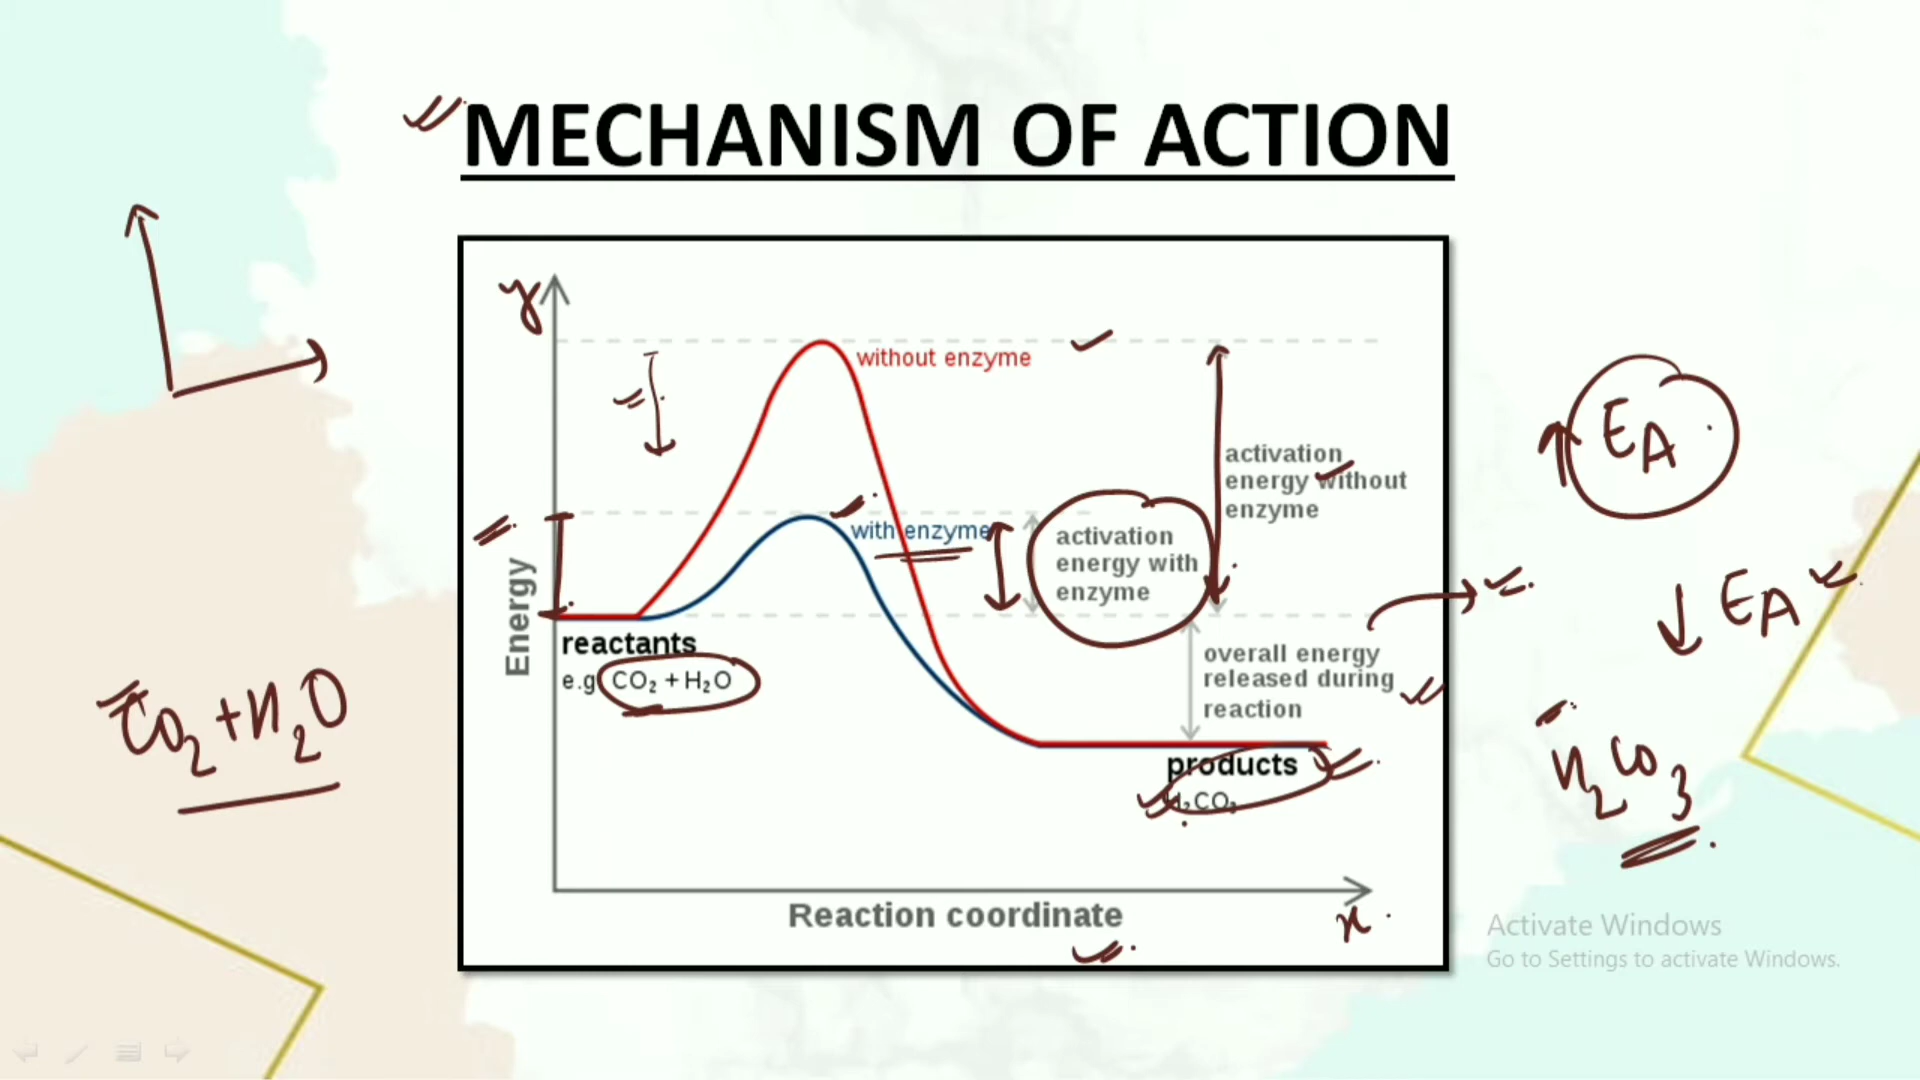 MECHANISM OF ACTION
y
without enzyme
activation
energy without
enzyme
EA
with enzyme
activation
energy with
enzyme
Energy
EA
reactants
e.g CO₂ + H₂O
overall energy
released during
reaction
CO2 + H2O
H2CO3
products
H₂CO₃
Reaction coordinate
x
Activate Windows
Go to Settings to activate Windows.